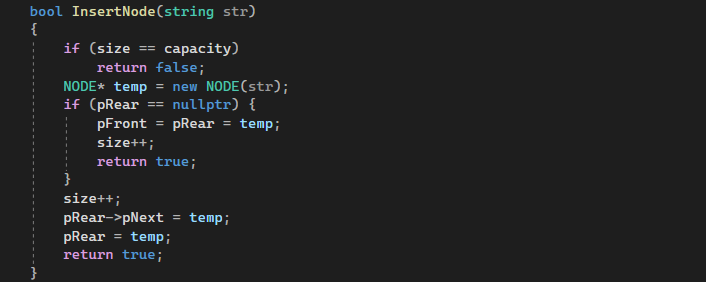 bool InsertNode(string str)
{
if (size == capacity)
return false;
NODE* temp = new NODE(str);
if (pRear == nullptr) {
pFront = pRear = temp;
size++;
return true;
}
size++;
pRear->pNext = temp;
pRear = temp;
return true;
}